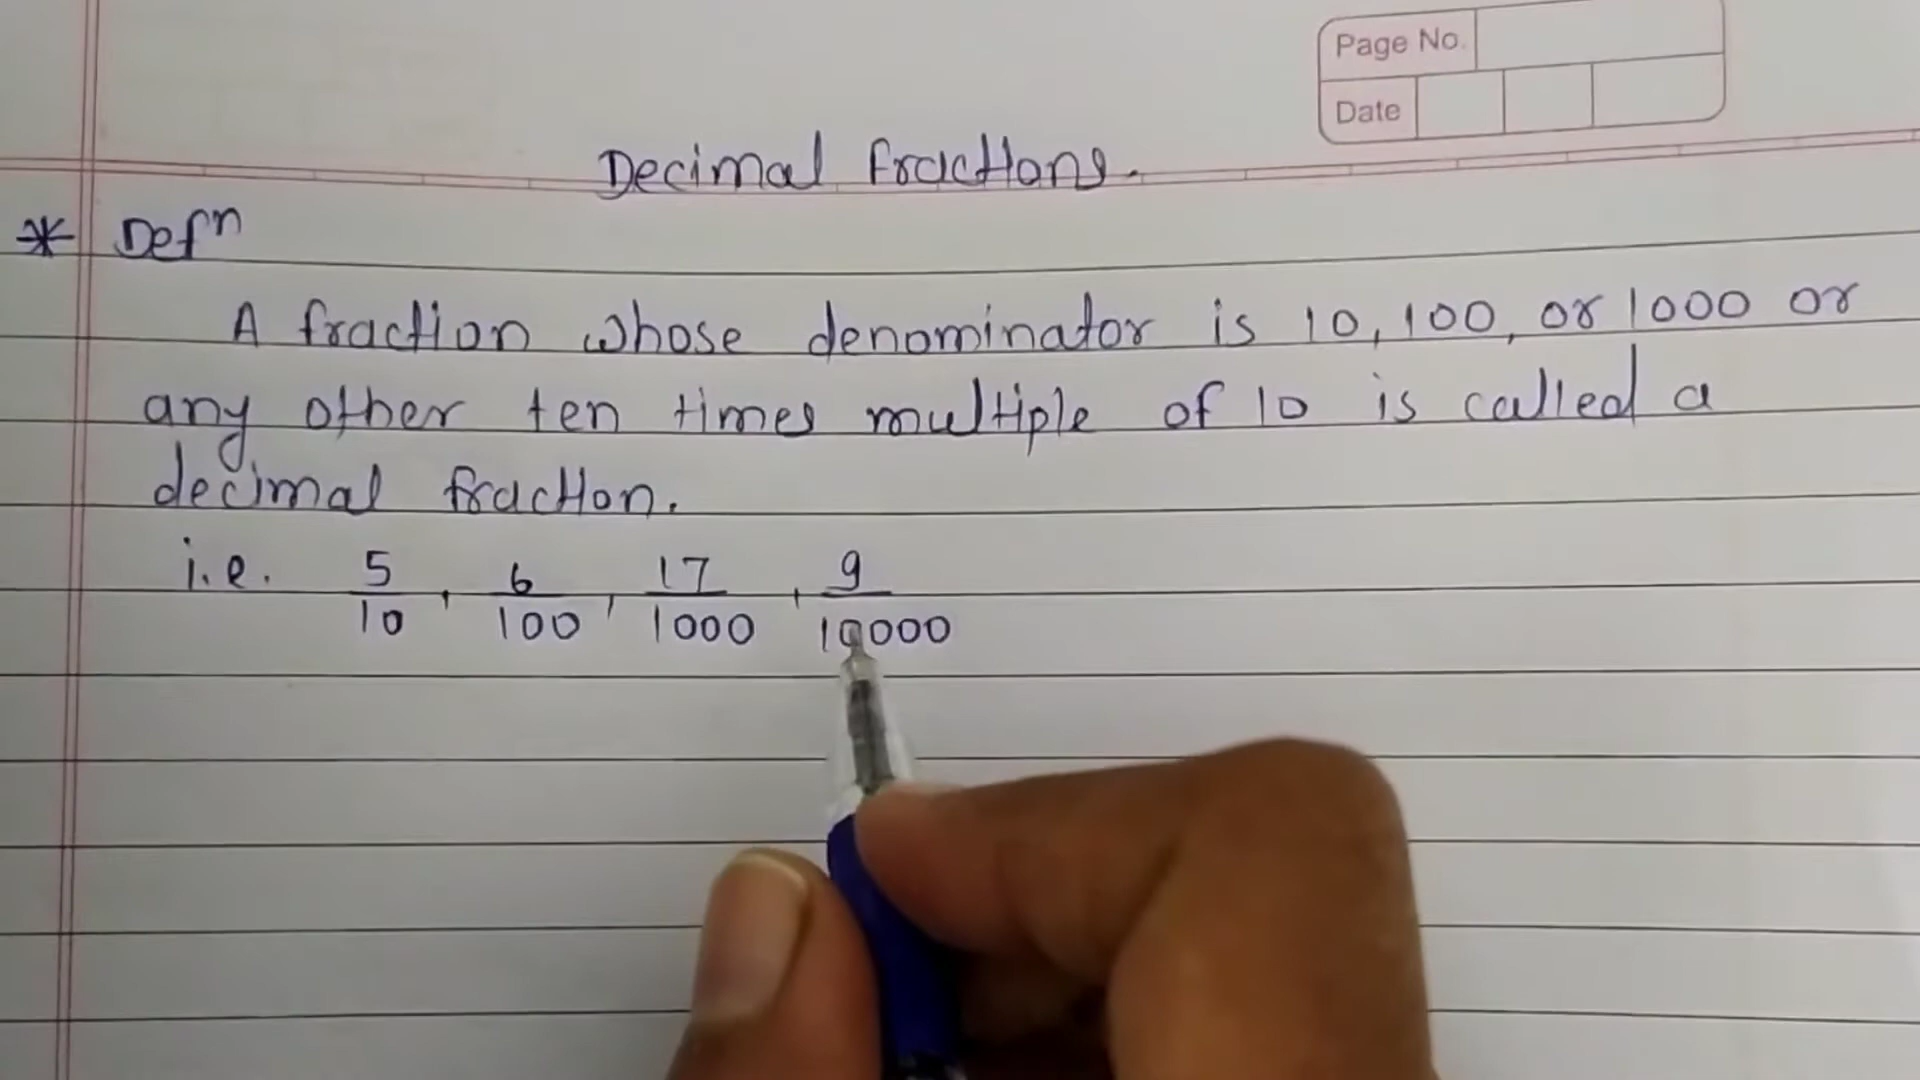 Page No.
Date
Decimal fractions.
* Defn
A fraction whose denominator is 10, 100, or 1000 or
any other ten times multiple of 10 is called a
decimal fraction.
i.e. 5/10, 6/100, 17/1000, 9/10000